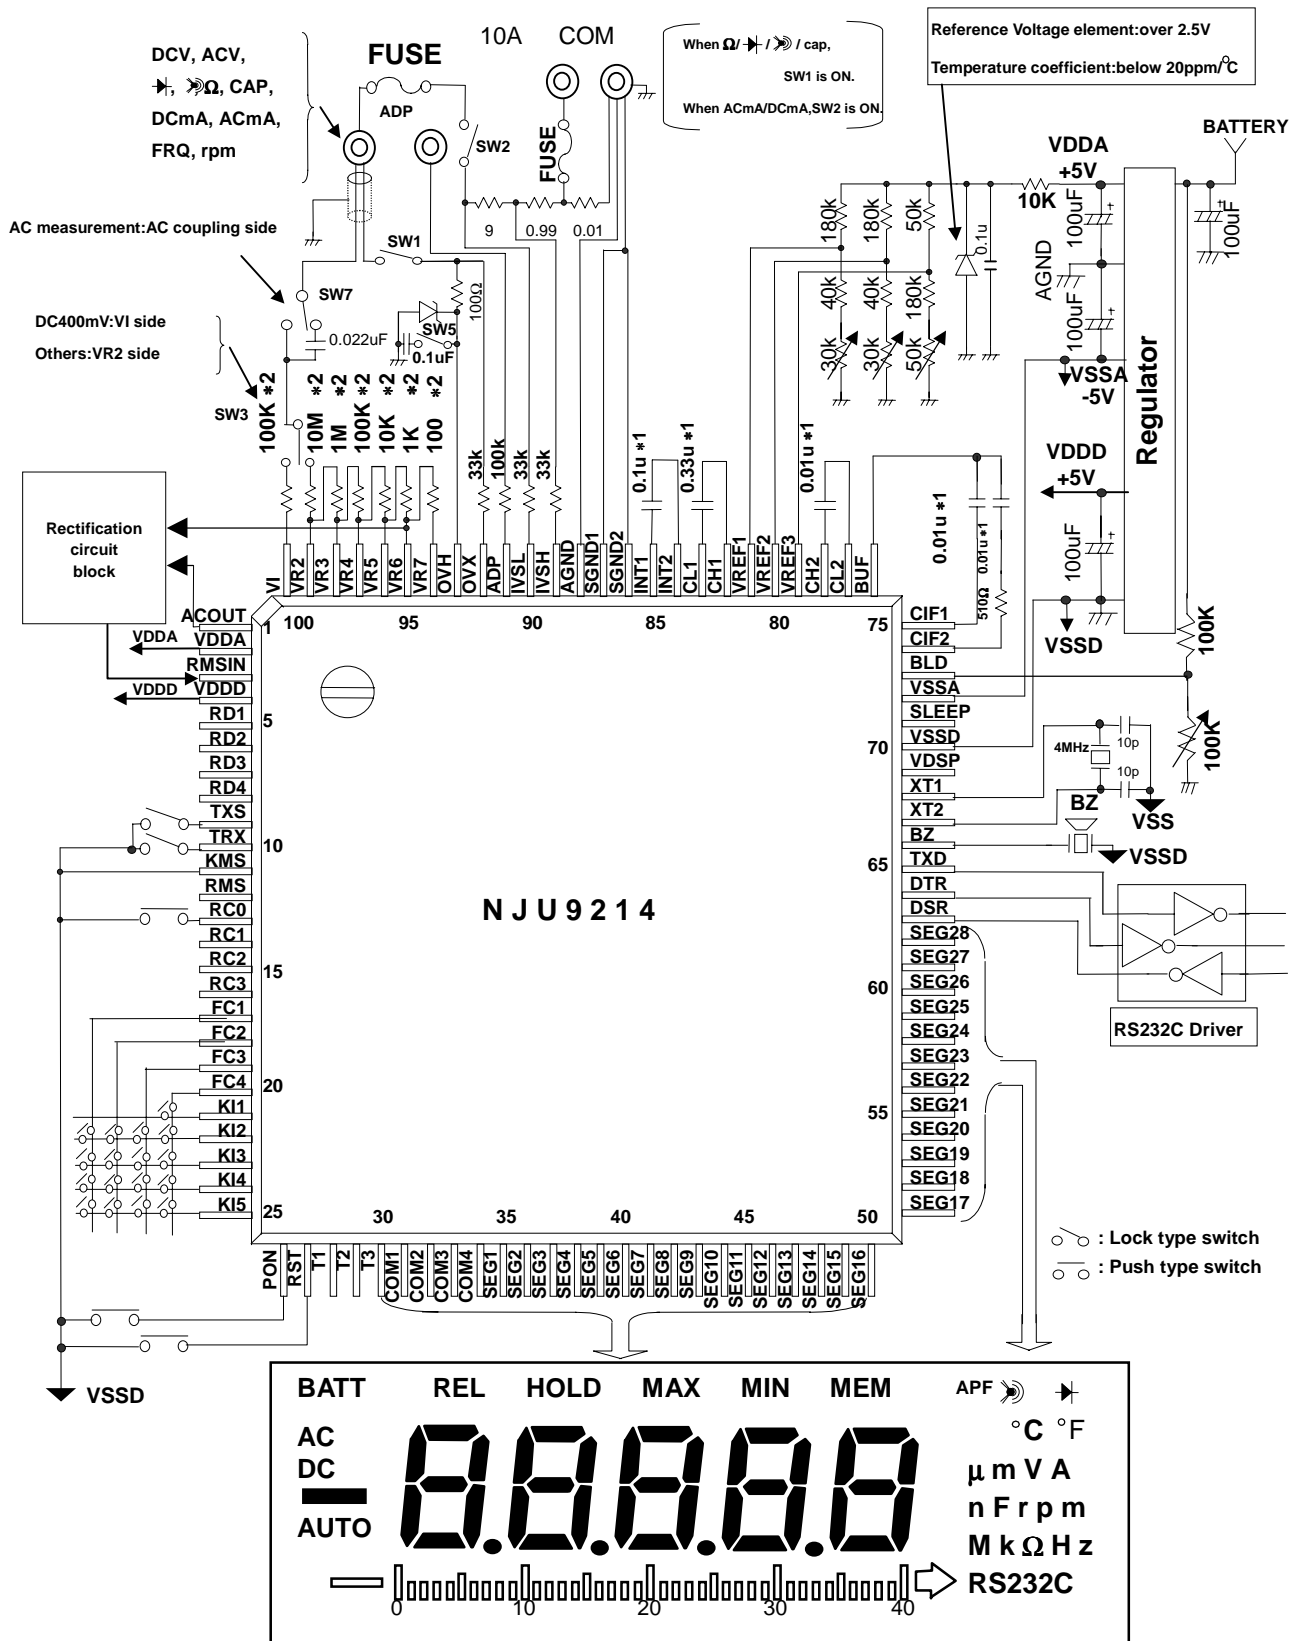 DCV, ACV,
Ω, CAP,
DCmA, ACmA,
FRQ, rpm
FUSE
ADP
10A
COM
SW2
FUSE
When Ω/ / / cap,
SW1 is ON.
When ACmA/DCmA,SW2 is ON.
Reference Voltage element:over 2.5V
Temperature coefficient:below 20ppm/°C
BATTERY
VDDA
+5V
10K
100uF
100uF
AGND
100uF
VSSA
-5V
VDDD
+5V
100uF
VSSD
Regulator
100K
100K
180k
180k
50k
0.1u
40k
40k
180k
30k
30k
50k
AC measurement:AC coupling side
SW7
SW1
9
0.99
0.01
100Ω
SW5
0.1uF
0.022uF
DC400mV:VI side
Others:VR2 side
SW3
100K *2
10M *2
1M *2
100K *2
10K *2
1K *2
100 *2
33k
100k
33k
33k
0.1u *1
0.33u *1
0.01u *1
0.01u *1
0.01u *1
510Ω
Rectification
circuit
block
VI
VR2
VR3
VR4
VR5
VR6
VR7
OVH
OVX
ADP
IVSL
IVSH
AGND
SGND1
SGND2
INT1
INT2
CL1
CH1
VREF1
VREF2
VREF3
CH2
CL2
BUF
100
95
90
85
80
75
1
5
10
15
20
25
30
35
40
45
50
55
60
65
70
ACOUT
VDDA
VDDA
RMSIN
VDDD
VDDD
RD1
RD2
RD3
RD4
TXS
TRX
KMS
RMS
RC0
RC1
RC2
RC3
FC1
FC2
FC3
FC4
KI1
KI2
KI3
KI4
KI5
NJU9214
CIF1
CIF2
BLD
VSSA
SLEEP
VSSD
VDSP
XT1
XT2
BZ
TXD
DTR
DSR
SEG28
SEG27
SEG26
SEG25
SEG24
SEG23
SEG22
SEG21
SEG20
SEG19
SEG18
SEG17
4MHz
10p
10p
VSS
BZ
VSSD
RS232C Driver
: Lock type switch
: Push type switch
PON
RST
T1
T2
T3
COM1
COM2
COM3
COM4
SEG1
SEG2
SEG3
SEG4
SEG5
SEG6
SEG7
SEG8
SEG9
SEG10
SEG11
SEG12
SEG13
SEG14
SEG15
SEG16
VSSD
BATT REL HOLD MAX MIN MEM APF
AC
DC
AUTO
8.8.8.8.8
°C °F
μ m V A
n F r p m
M k Ω H z
RS232C
0 10 20 30 40